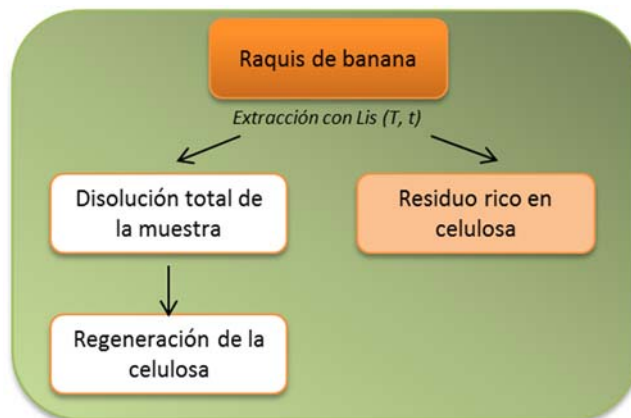 Raquis de banana
Extracción con Lis (T, t)
Disolución total de
la muestra
Residuo rico en
celulosa
Regeneración de la
celulosa